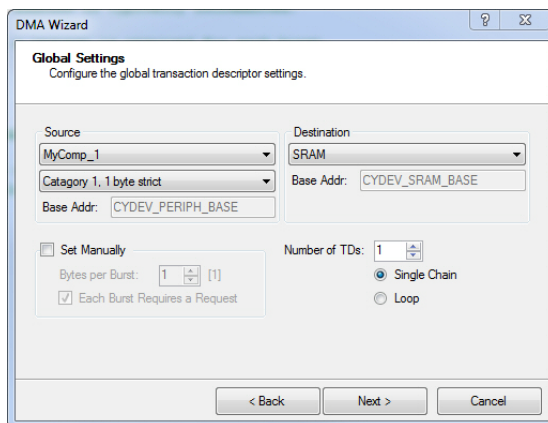 DMA Wizard
Global Settings
Configure the global transaction descriptor settings.
Source
MyComp_1
Catagory 1, 1 byte strict
Base Addr: CYDEV_PERIPH_BASE
Destination
SRAM
Base Addr: CYDEV_SRAM_BASE
Set Manually
Bytes per Burst: 1 [1]
Each Burst Requires a Request
Number of TDs: 1
Single Chain
Loop
< Back Next > Cancel